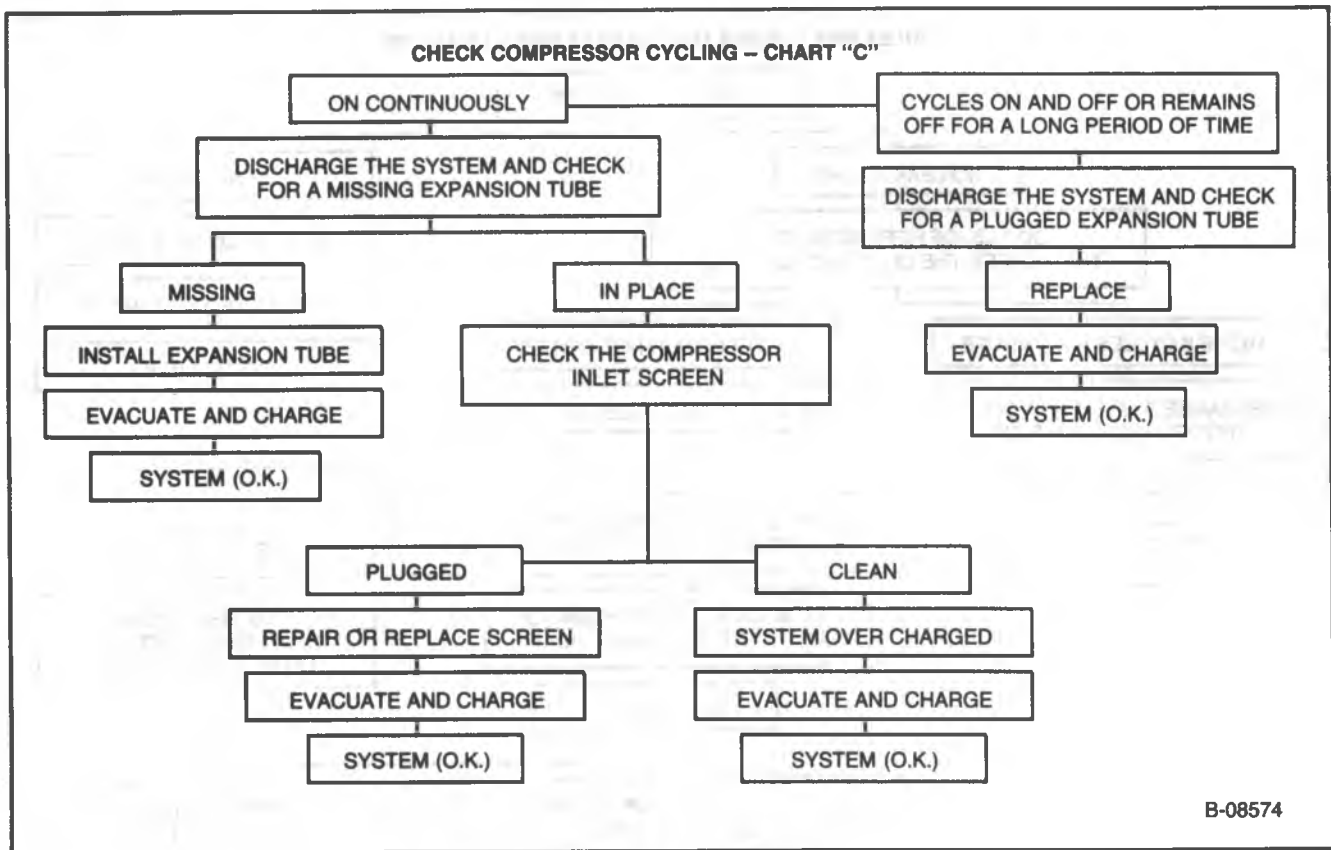 CHECK COMPRESSOR CYCLING – CHART "C"
ON CONTINUOUSLY
DISCHARGE THE SYSTEM AND CHECK
FOR A MISSING EXPANSION TUBE
MISSING
INSTALL EXPANSION TUBE
EVACUATE AND CHARGE
SYSTEM (O.K.)
IN PLACE
CHECK THE COMPRESSOR
INLET SCREEN
PLUGGED
REPAIR OR REPLACE SCREEN
EVACUATE AND CHARGE
SYSTEM (O.K.)
CLEAN
SYSTEM OVER CHARGED
EVACUATE AND CHARGE
SYSTEM (O.K.)
CYCLES ON AND OFF OR REMAINS
OFF FOR A LONG PERIOD OF TIME
DISCHARGE THE SYSTEM AND CHECK
FOR A PLUGGED EXPANSION TUBE
REPLACE
EVACUATE AND CHARGE
SYSTEM (O.K.)
B-08574